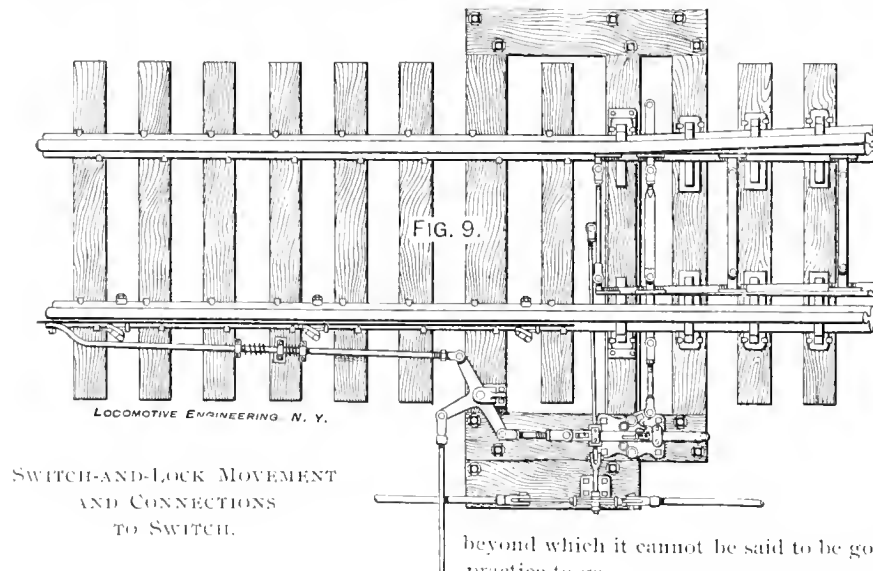 FIG. 9.
LOCOMOTIVE ENGINEERING N. Y.
SWITCH-AND-LOCK MOVEMENT
AND CONNECTIONS
TO SWITCH.
beyond which it cannot be said to be go